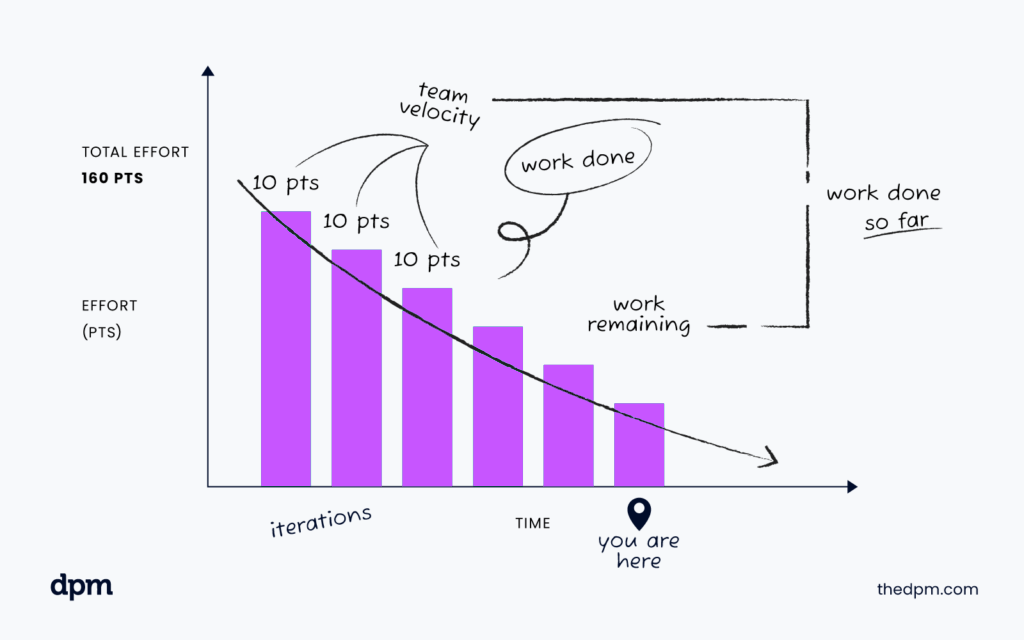 team
velocity
TOTAL EFFORT
160 PTS
work done
10 pts
10 pts
10 pts
work done
so far
EFFORT
(PTS)
work
remaining
iterations
TIME
you are
here
dpm
thedpm.com